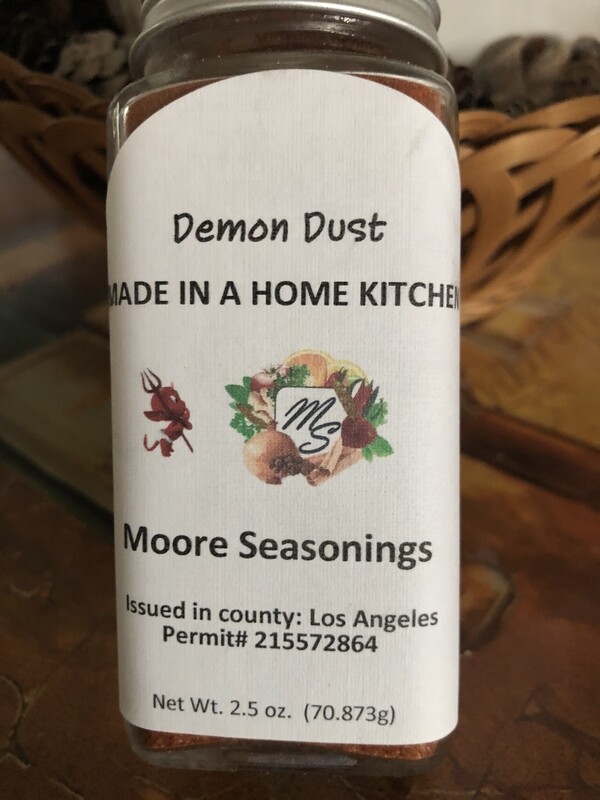 Demon Dust
MADE IN A HOME KITCHEN
MS
Moore Seasonings
Issued in county: Los Angeles
Permit# 215572864
Net Wt. 2.5 oz. (70.873g)